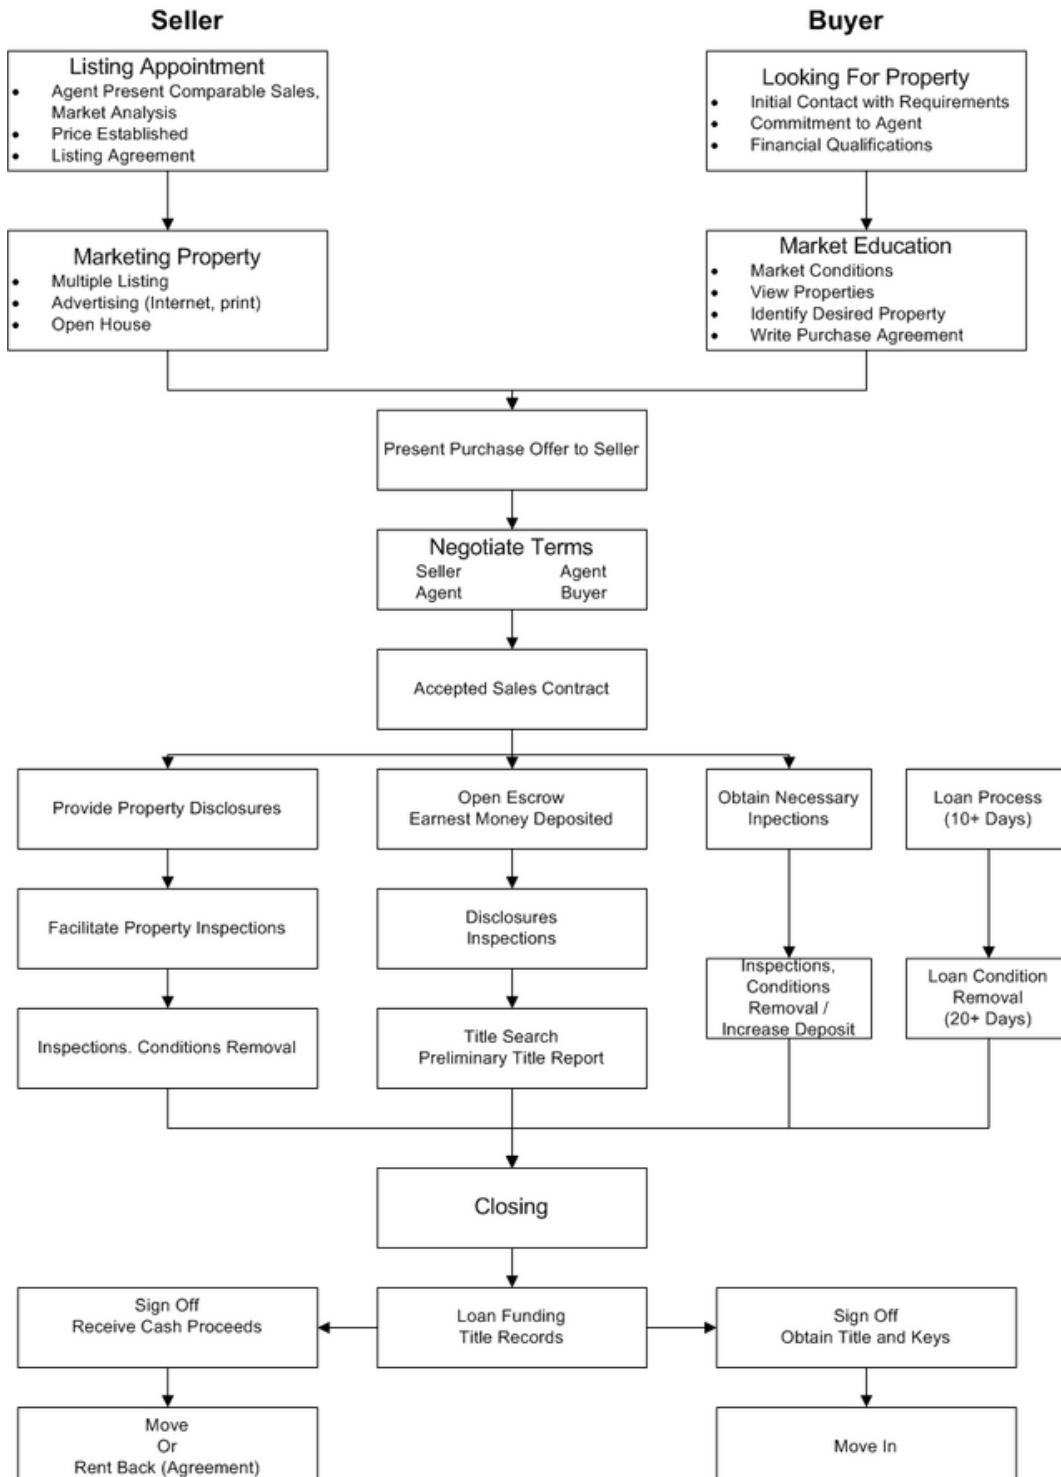 Seller
Buyer
Listing Appointment
• Agent Present Comparable Sales,
Market Analysis
• Price Established
• Listing Agreement
Looking For Property
• Initial Contact with Requirements
• Commitment to Agent
• Financial Qualifications
Marketing Property
• Multiple Listing
• Advertising (Internet, print)
• Open House
Market Education
• Market Conditions
• View Properties
• Identify Desired Property
• Write Purchase Agreement
Present Purchase Offer to Seller
Negotiate Terms
Seller Agent
Agent Buyer
Accepted Sales Contract
Provide Property Disclosures
Open Escrow
Earnest Money Deposited
Obtain Necessary
Inpections
Loan Process
(10+ Days)
Facilitate Property Inspections
Disclosures
Inspections
Inspections,
Conditions
Removal /
Increase Deposit
Loan Condition
Removal
(20+ Days)
Inspections. Conditions Removal
Title Search
Preliminary Title Report
Closing
Sign Off
Receive Cash Proceeds
Loan Funding
Title Records
Sign Off
Obtain Title and Keys
Move
Or
Rent Back (Agreement)
Move In